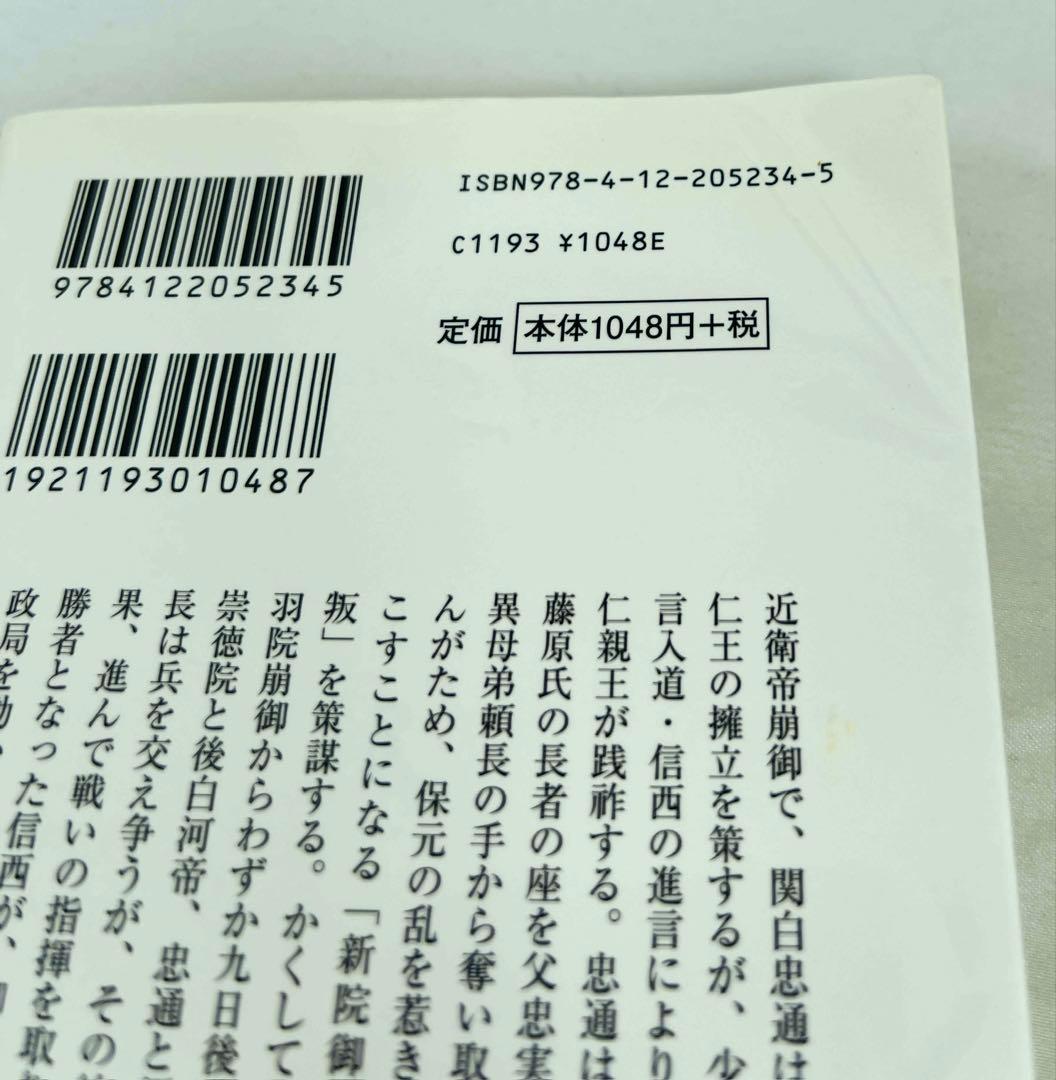 9784122052345
1921193010487
ISBN978-4-12-205234-5
C1193 ¥1048E
定価 本体1048円+税
近衛帝崩御で、関白忠通は
仁王の擁立を策するが、少
言入道・信西の進言により
仁親王が践祚する。忠通は
藤原氏の長者の座を父忠実
異母弟頼長の手から奪い取
んがため、保元の乱を惹き
こすことになる「新院御
叛」を策謀する。かくして
羽院崩御からわずか九日後
崇徳院と後白河帝、忠通と
長は兵を交え争うが、その
果、進んで戦いの指揮を取
勝者となった信西が、
政局を